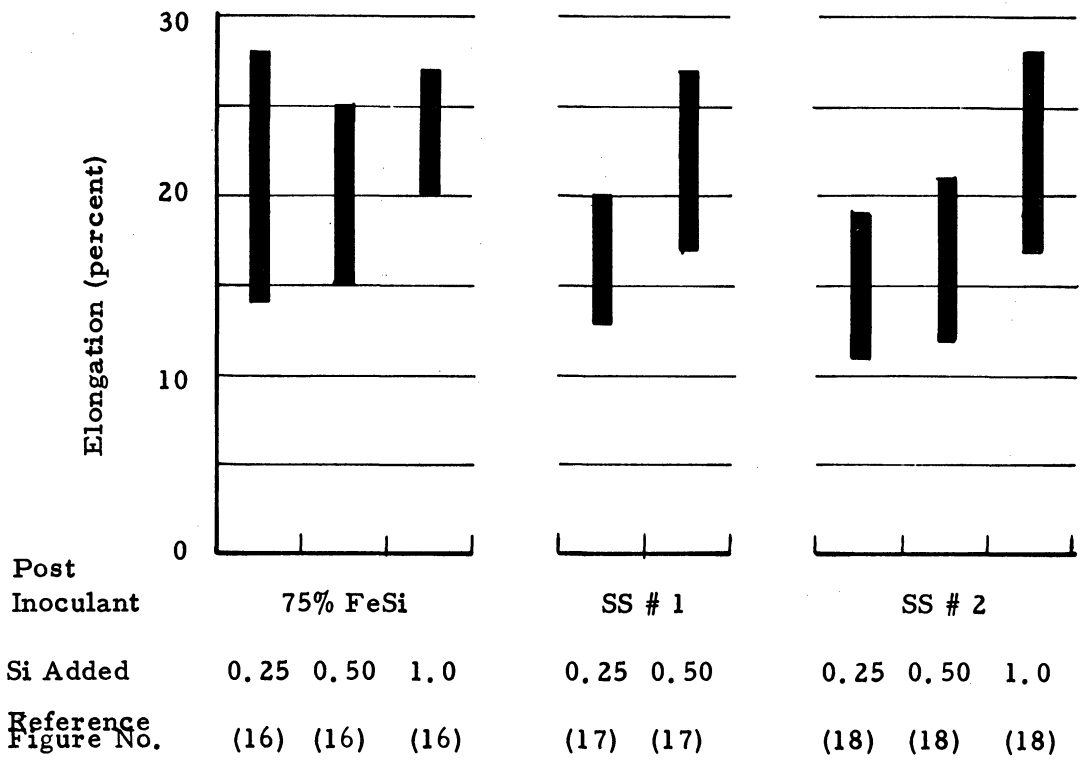 30
20
10
0
Elongation (percent)
Post
Inoculant 75% FeSi SS # 1 SS # 2
Si Added 0.25 0.50 1.0 0.25 0.50 0.25 0.50 1.0
Reference
Figure No. (16) (16) (16) (17) (17) (18) (18) (18)